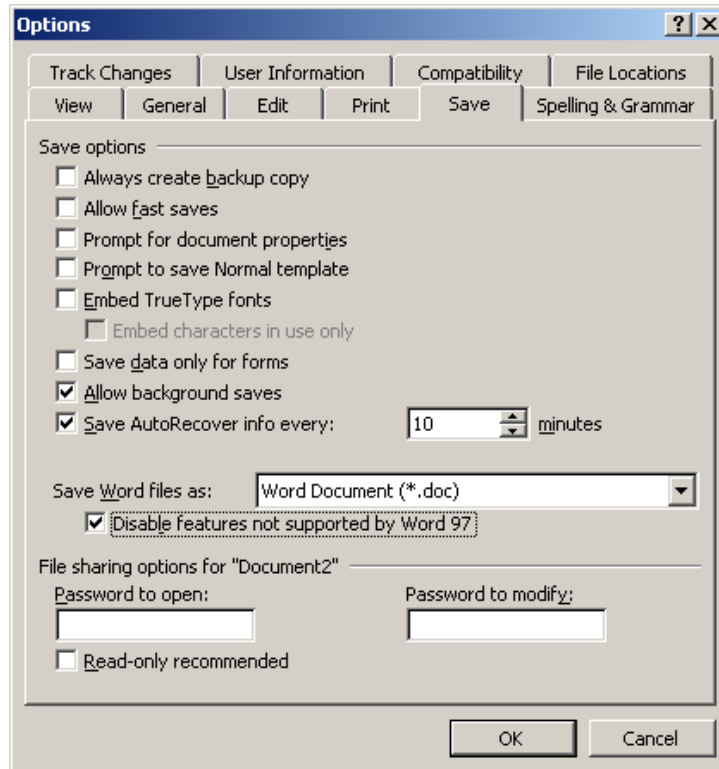 Options
Track Changes User Information Compatibility File Locations
View General Edit Print Save Spelling & Grammar
Save options
Always create backup copy
Allow fast saves
Prompt for document properties
Prompt to save Normal template
Embed TrueType fonts
Embed characters in use only
Save data only for forms
Allow background saves
Save AutoRecover info every: 10 minutes
Save Word files as: Word Document (*.doc)
Disable features not supported by Word 97
File sharing options for "Document2"
Password to open: Password to modify:
Read-only recommended
OK Cancel